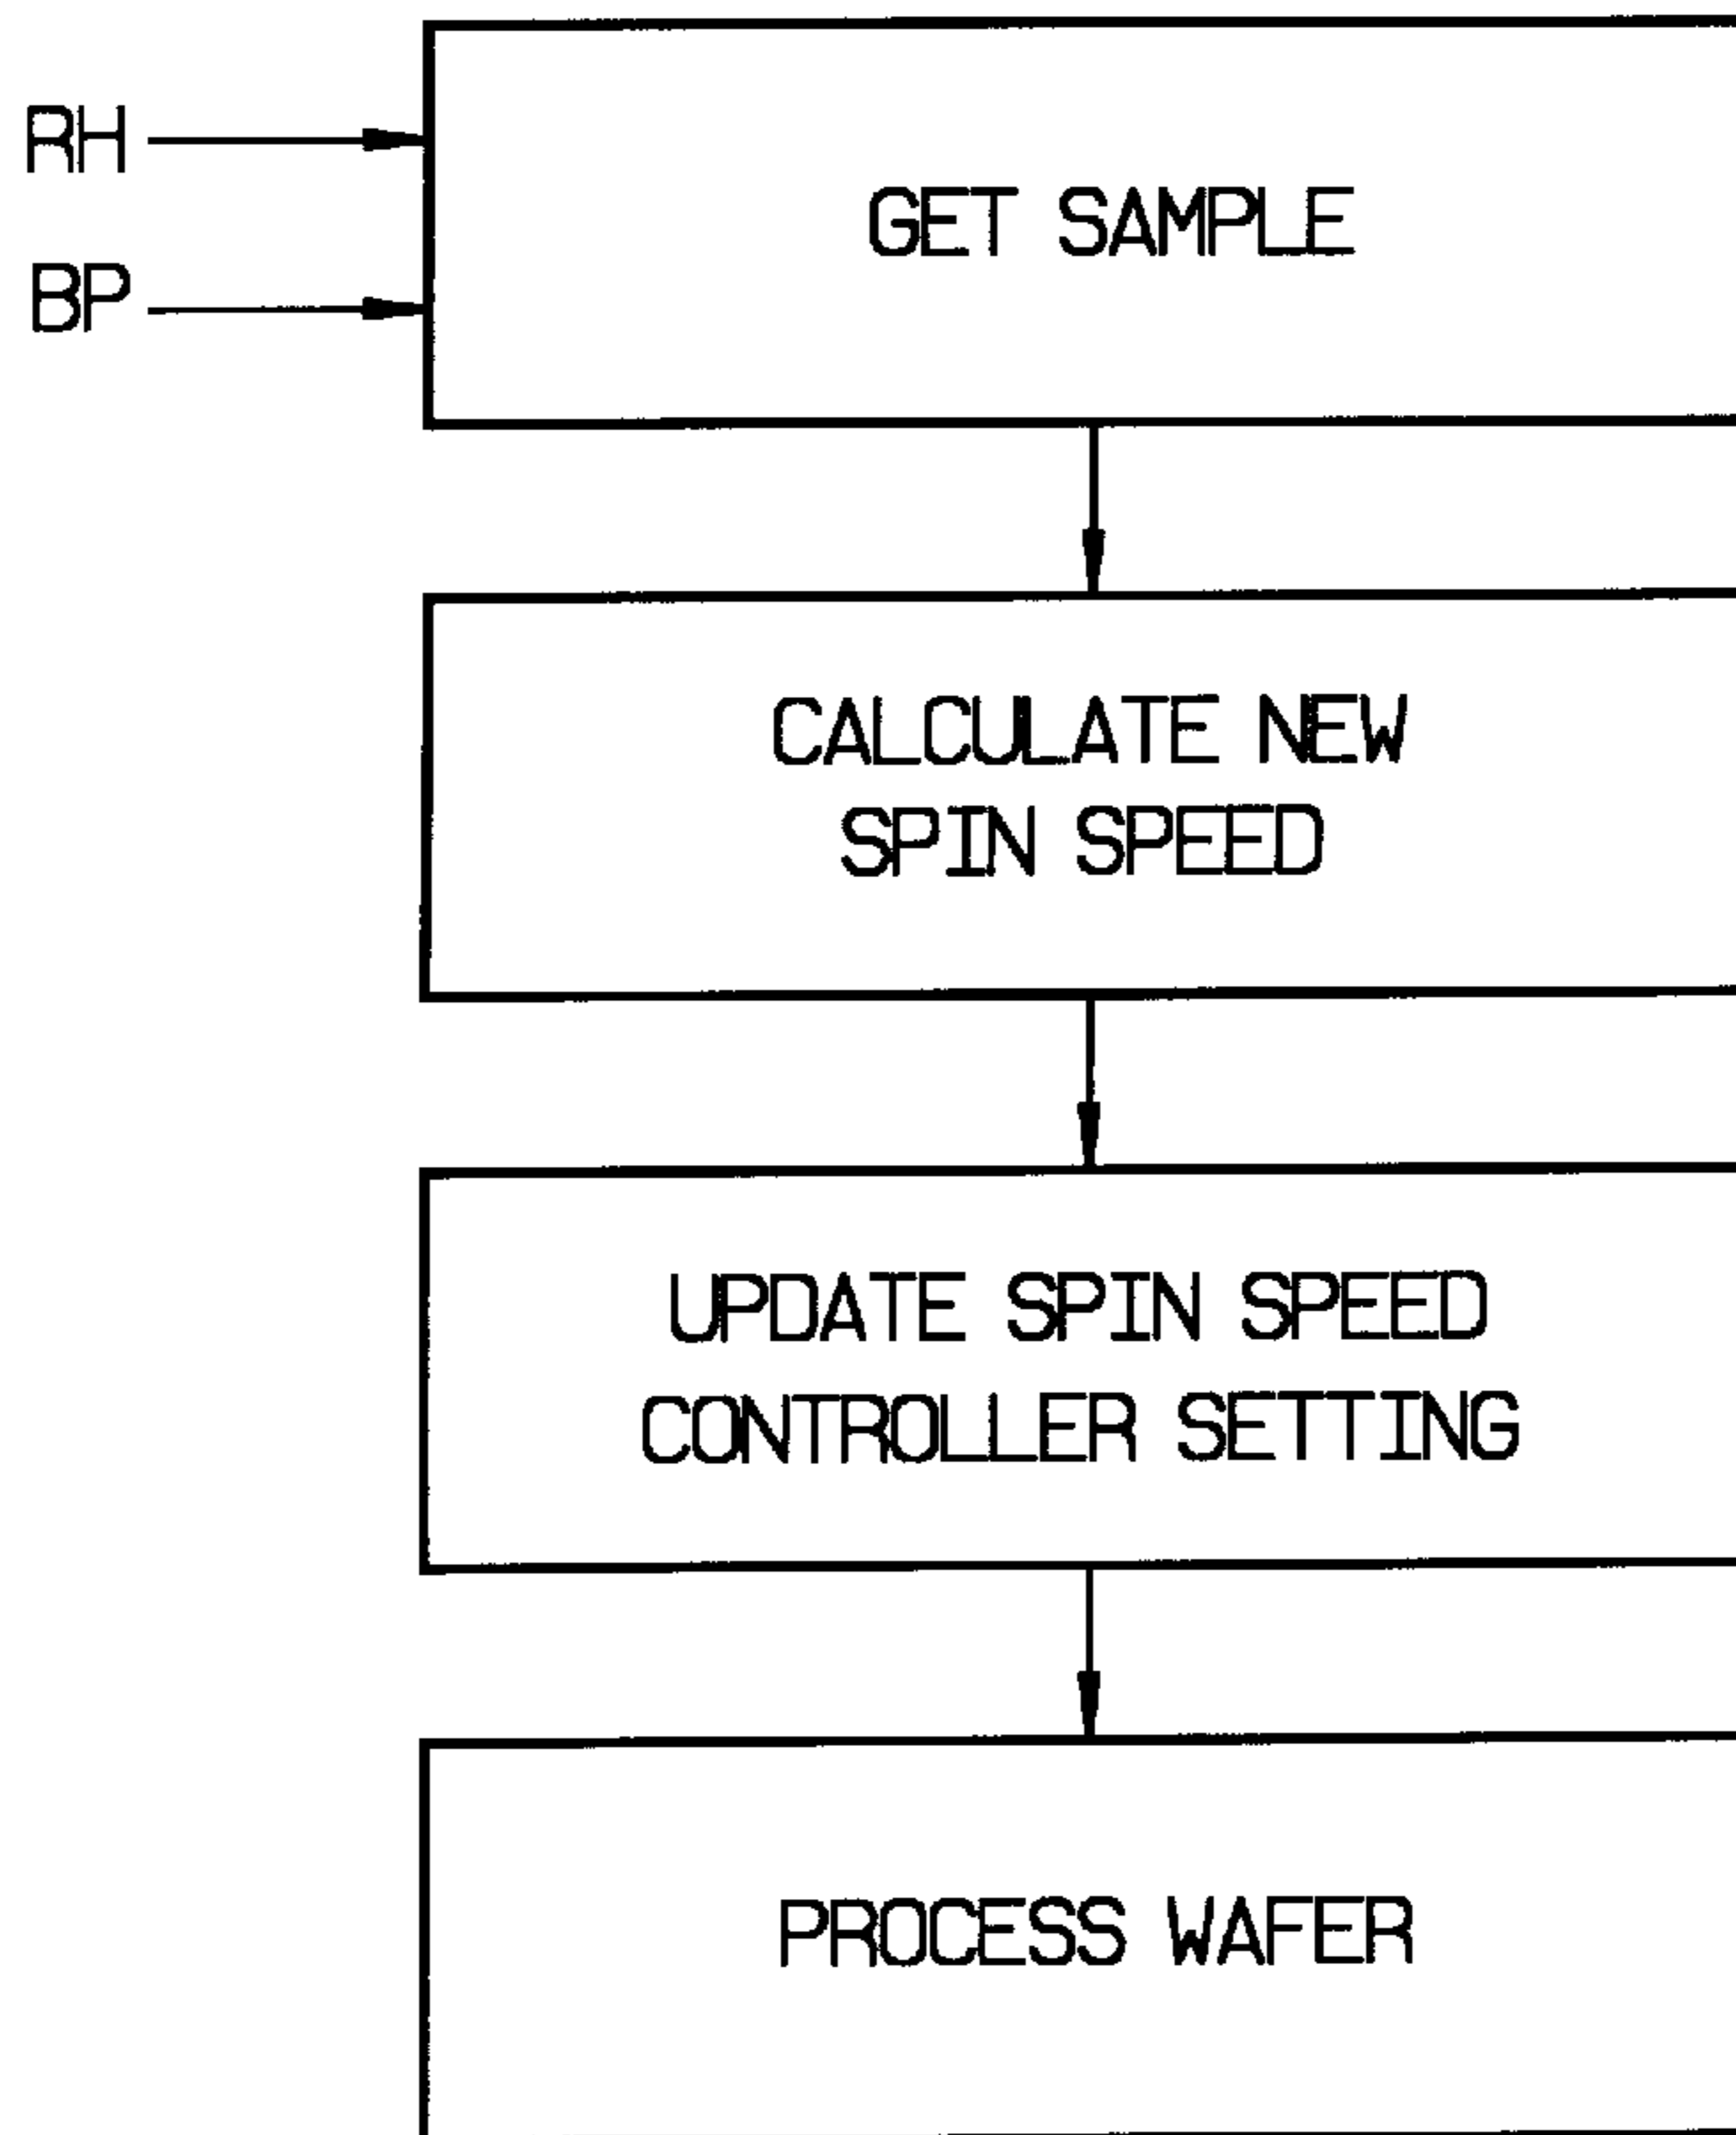 RH
GET SAMPLE
BP
CALCULATE NEW
SPIN SPEED
UPDATE SPIN SPEED
CONTROLLER SETTING
PROCESS WAFER